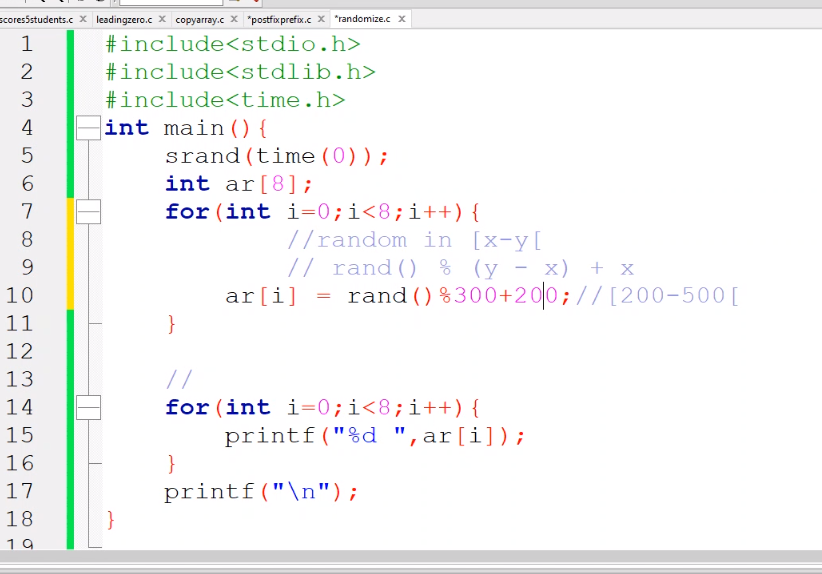 scores5students.c leadingzero.c copyarray.c *postfixprefix.c *randomize.c
1 #include<stdio.h>
2 #include<stdlib.h>
3 #include<time.h>
4 int main(){
5 srand(time(0));
6 int ar[8];
7 for(int i=0;i<8;i++){
8 //random in [x-y[
9 // rand() % (y - x) + x
10 ar[i] = rand()%300+200;//[200-500[
11 }
12
13 //
14 for(int i=0;i<8;i++){
15 printf("%d ",ar[i]);
16 }
17 printf("\n");
18 }
19